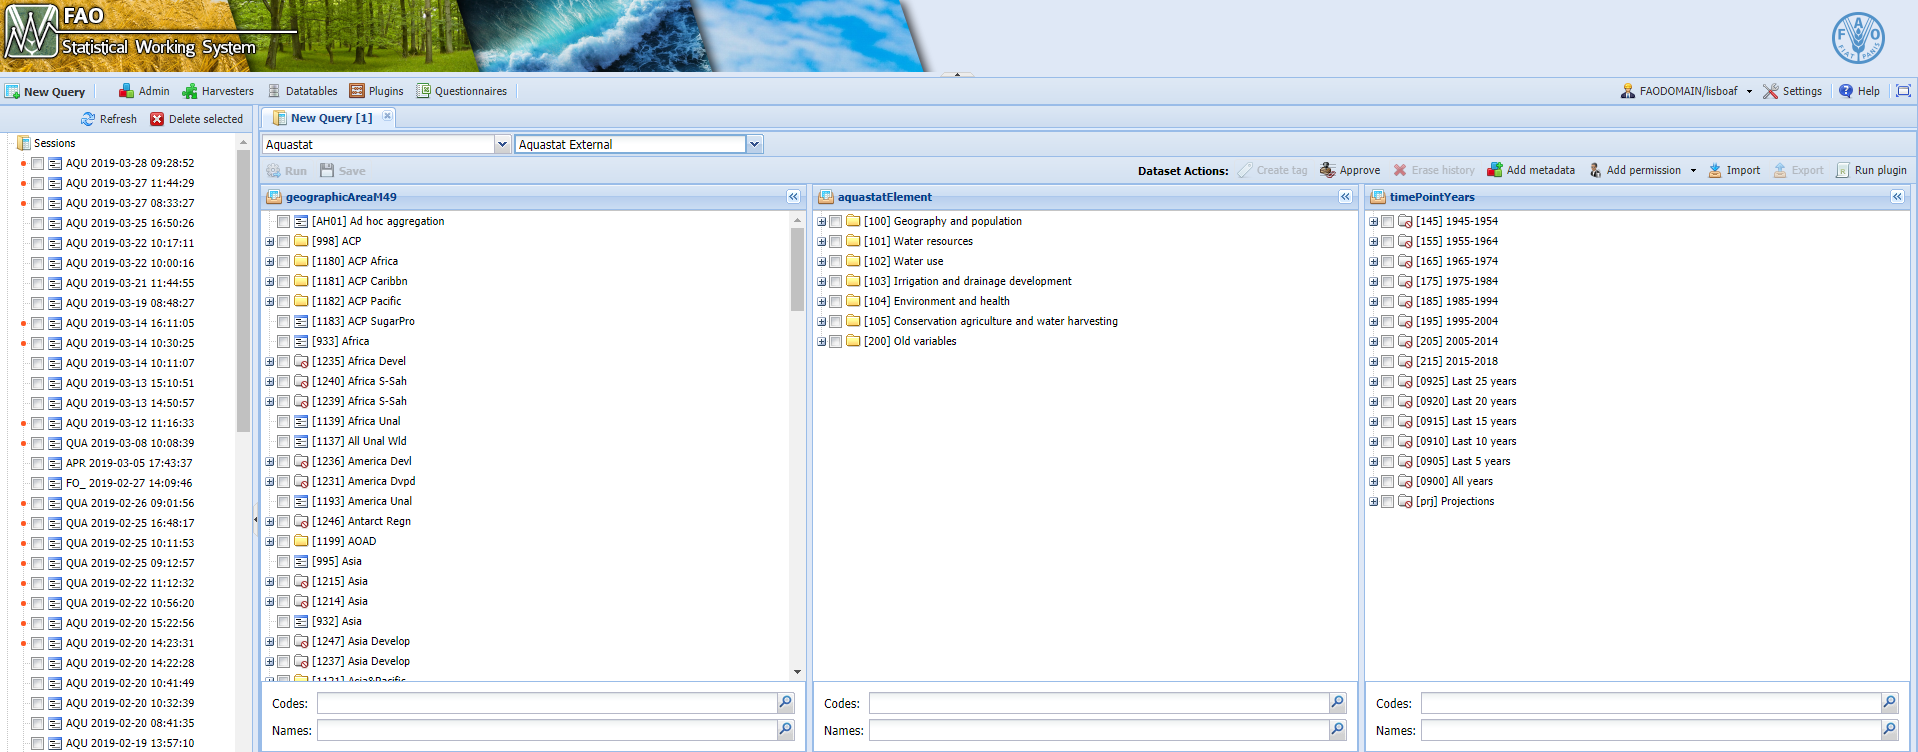 FAO
Statistical Working System
New Query
Admin
Harvesters
Datatables
Plugins
Questionnaires
FAODOMAIN/lisboaf
Settings
Help
Refresh
Delete selected
Sessions
AQU 2019-03-28 09:28:52
AQU 2019-03-27 11:44:29
AQU 2019-03-27 08:33:27
AQU 2019-03-25 16:50:26
AQU 2019-03-22 10:17:11
AQU 2019-03-22 10:00:16
AQU 2019-03-21 11:44:55
AQU 2019-03-19 08:48:27
AQU 2019-03-14 16:11:05
AQU 2019-03-14 10:30:25
AQU 2019-03-14 10:11:07
AQU 2019-03-13 15:10:51
AQU 2019-03-13 14:50:57
AQU 2019-03-12 11:16:33
QUA 2019-03-08 10:08:39
APR 2019-03-05 17:43:37
FO_ 2019-02-27 14:09:46
QUA 2019-02-26 09:01:56
QUA 2019-02-25 16:48:17
QUA 2019-02-25 10:11:53
QUA 2019-02-25 09:12:57
QUA 2019-02-22 11:12:32
QUA 2019-02-22 10:56:20
AQU 2019-02-20 15:22:56
AQU 2019-02-20 14:23:31
AQU 2019-02-20 14:22:28
AQU 2019-02-20 10:41:49
AQU 2019-02-20 10:32:39
AQU 2019-02-20 08:41:35
AQU 2019-02-19 13:57:10
New Query [1]
Aquastat
Aquastat External
Run
Save
Dataset Actions:
Create tag
Approve
Erase history
Add metadata
Add permission
Import
Export
Run plugin
geographicAreaM49
[AH01] Ad hoc aggregation
[998] ACP
[1180] ACP Africa
[1181] ACP Caribbn
[1182] ACP Pacific
[1183] ACP SugarPro
[933] Africa
[1235] Africa Devel
[1240] Africa S-Sah
[1239] Africa S-Sah
[1139] Africa Unal
[1137] All Unal Wld
[1236] America Devl
[1231] America Dvpd
[1193] America Unal
[1246] Antarct Regn
[1199] AOAD
[995] Asia
[1215] Asia
[1214] Asia
[932] Asia
[1247] Asia Develop
[1237] Asia Develop
[1121] Asia&Pacific
Codes:
Names:
aquastatElement
[100] Geography and population
[101] Water resources
[102] Water use
[103] Irrigation and drainage development
[104] Environment and health
[105] Conservation agriculture and water harvesting
[200] Old variables
Codes:
Names:
timePointYears
[145] 1945-1954
[155] 1955-1964
[165] 1965-1974
[175] 1975-1984
[185] 1985-1994
[195] 1995-2004
[205] 2005-2014
[215] 2015-2018
[0925] Last 25 years
[0920] Last 20 years
[0915] Last 15 years
[0910] Last 10 years
[0905] Last 5 years
[0900] All years
[prj] Projections
Codes:
Names: